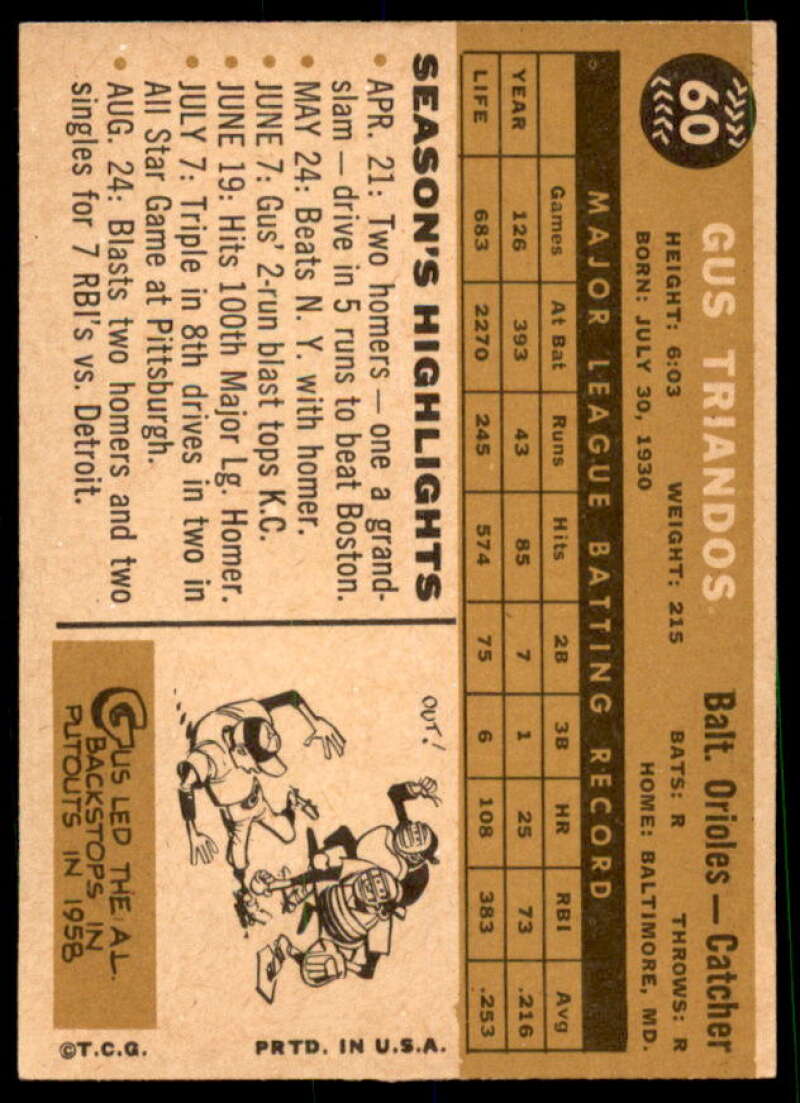 60
GUS TRIANDOS
Balt. Orioles — Catcher
HEIGHT: 6:03 WEIGHT: 215 BATS: R THROWS: R
BORN: JULY 30, 1930 HOME: BALTIMORE, MD.
MAJOR LEAGUE BATTING RECORD
Games At Bat Runs Hits 2B 3B HR RBI Avg
YEAR 126 393 43 85 7 1 25 73 .216
LIFE 683 2270 245 574 75 6 108 383 .253
SEASON'S HIGHLIGHTS
• APR. 21: Two homers — one a grand-
slam — drive in 5 runs to beat Boston.
• MAY 24: Beats N. Y. with homer.
• JUNE 7: Gus' 2-run blast tops K.C.
• JUNE 19: Hits 100th Major Lg. Homer.
• JULY 7: Triple in 8th drives in two in
All Star Game at Pittsburgh.
• AUG. 24: Blasts two homers and two
singles for 7 RBI's vs. Detroit.
OUT!
GUS LED THE A.L.
BACKSTOPS IN
PUTOUTS IN 1958
©T.C.G. PRTD. IN U.S.A.